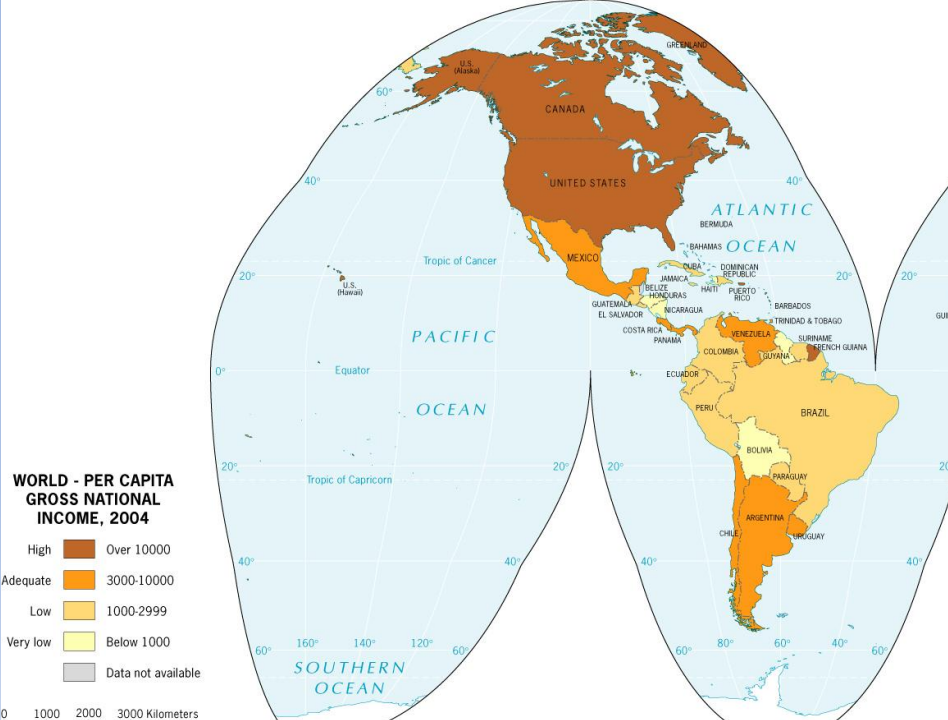 GREENLAND
U.S.
(Alaska)
60°
CANADA
UNITED STATES
40°
40°
ATLANTIC
OCEAN
BERMUDA
BAHAMAS
MEXICO
Tropic of Cancer
CUBA
DOMINICAN
REPUBLIC
JAMAICA
HAITI
PUERTO
RICO
20°
20°
20°
U.S.
(Hawaii)
BELIZE
HONDURAS
GUATEMALA
EL SALVADOR
NICARAGUA
BARBADOS
TRINIDAD & TOBAGO
GUI
COSTA RICA
PANAMA
VENEZUELA
SURINAME
FRENCH GUIANA
GUYANA
COLOMBIA
PACIFIC
OCEAN
0°
Equator
ECUADOR
PERU
BRAZIL
BOLIVIA
PARAGUAY
20°
20°
20°
20
Tropic of Capricorn
ARGENTINA
CHILE
URUGUAY
40°
40°
40°
40°
60°
160°
140°
120°
60°
60°
80°
60°
40°
60°
SOUTHERN
OCEAN
WORLD - PER CAPITA
GROSS NATIONAL
INCOME, 2004
High Over 10000
Adequate 3000-10000
Low 1000-2999
Very low Below 1000
Data not available
0 1000 2000 3000 Kilometers